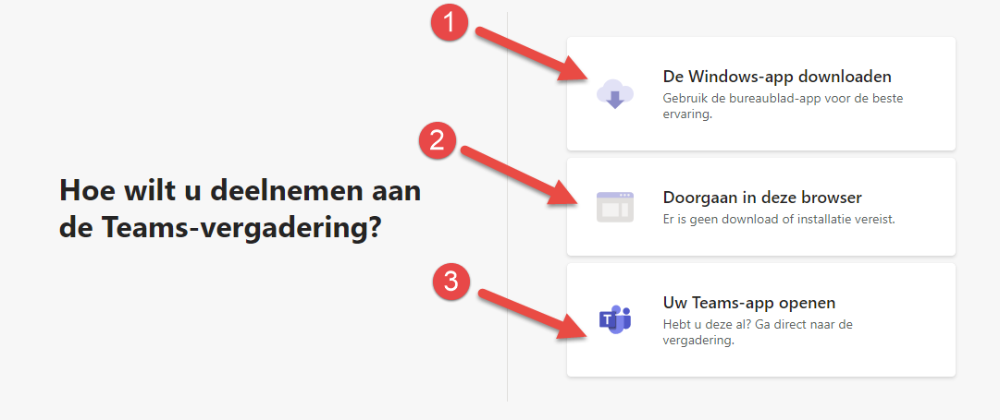 Hoe wilt u deelnemen aan
de Teams-vergadering?
1
De Windows-app downloaden
Gebruik de bureaublad-app voor de beste
ervaring.
2
Doorgaan in deze browser
Er is geen download of installatie vereist.
3
T
Uw Teams-app openen
Hebt u deze al? Ga direct naar de
vergadering.